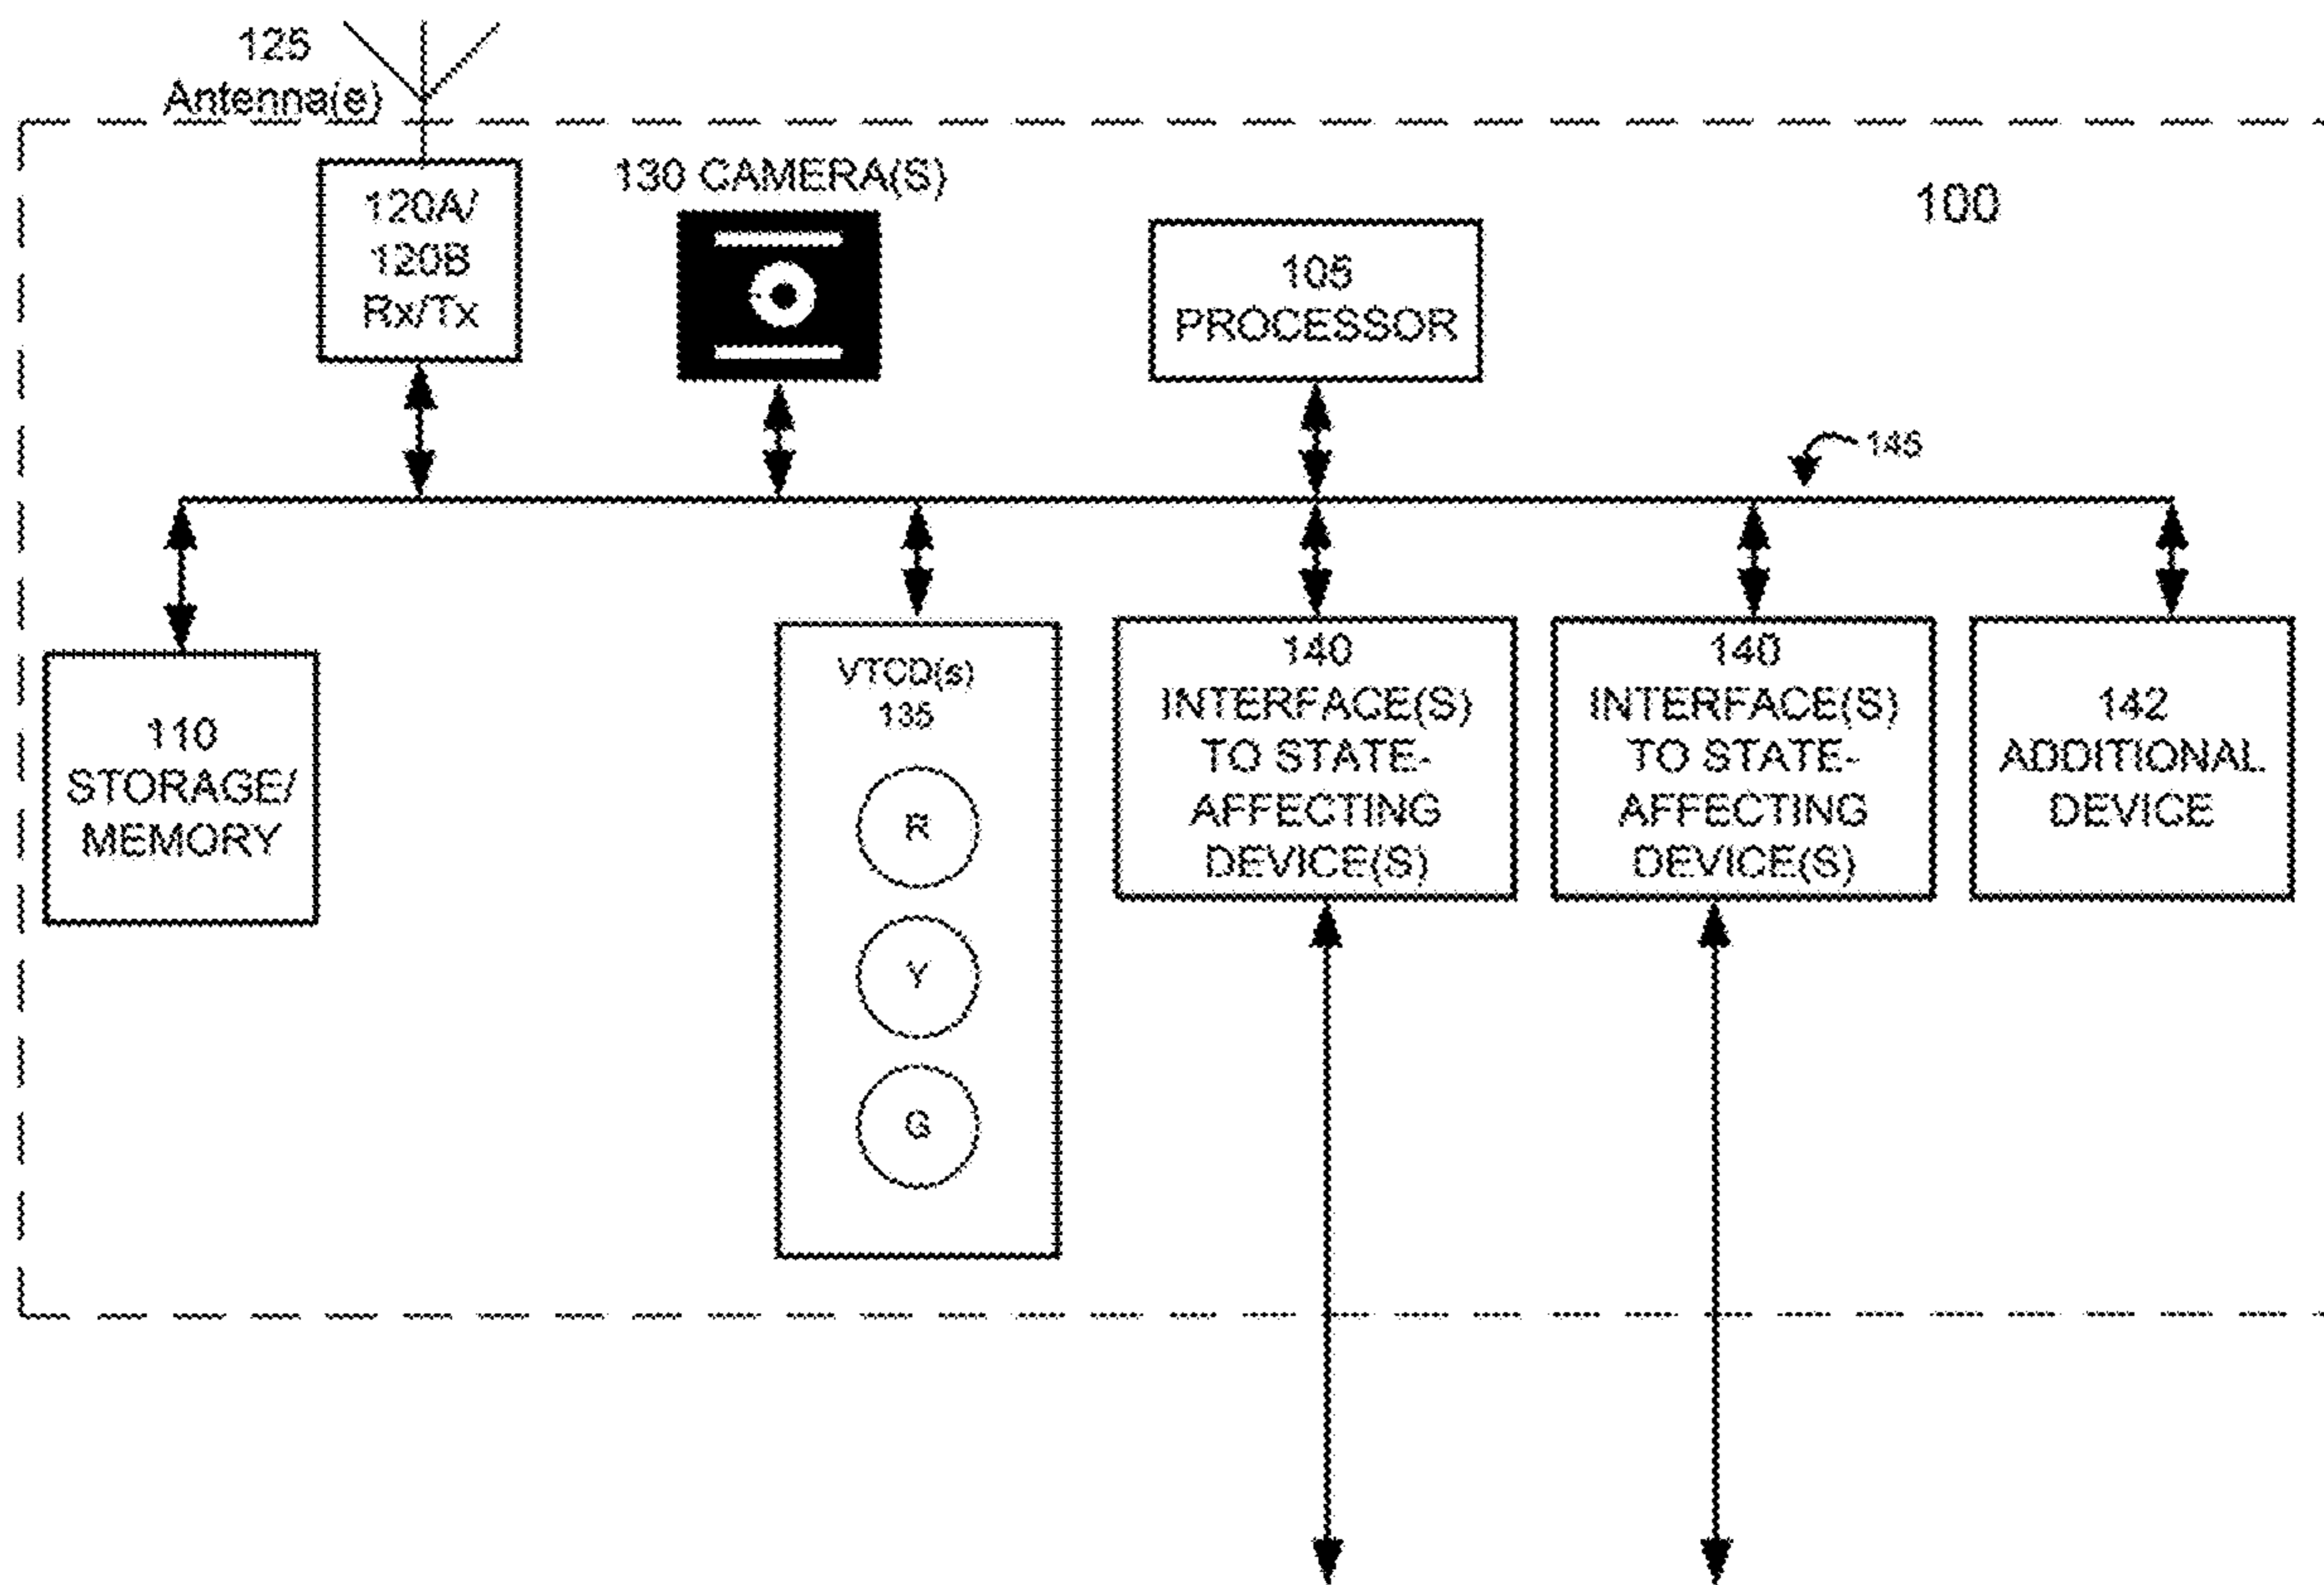 125
Antenna(s)
120A/
120B
Rx/Tx
130 CAMERA(S)
105
PROCESSOR
100
145
110
STORAGE/
MEMORY
VTCD(s)
135
R
Y
G
140
INTERFACE(S)
TO STATE-
AFFECTING
DEVICE(S)
140
INTERFACE(S)
TO STATE-
AFFECTING
DEVICE(S)
142
ADDITIONAL
DEVICE